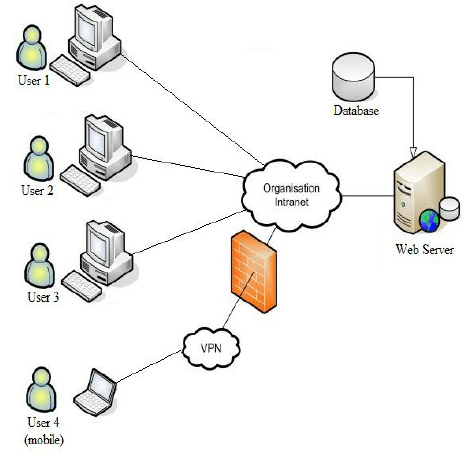 User 1
Database
User 2
Organisation
Intranet
Web Server
User 3
VPN
User 4
(mobile)